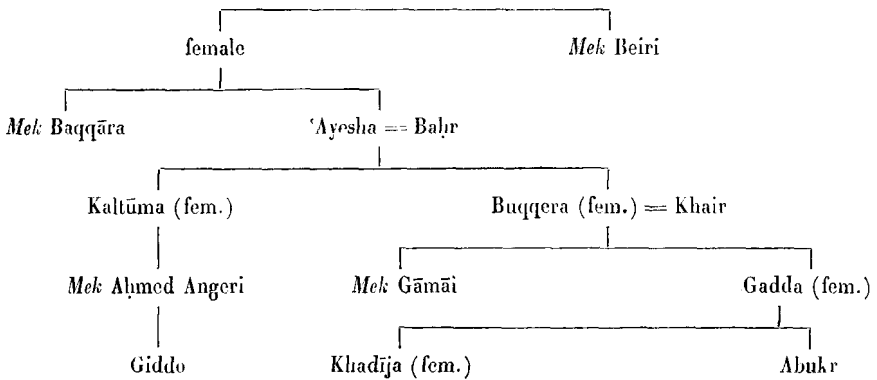 female Mek Beiri
Mek Baqqāra ʿAyesha = Baḥr
Kaltūma (fem.) Buqqera (fem.) = Khair
Mek Aḥmed Angeri Mek Gāmāi Gadda (fem.)
Giddo Khadīja (fem.) Abukr